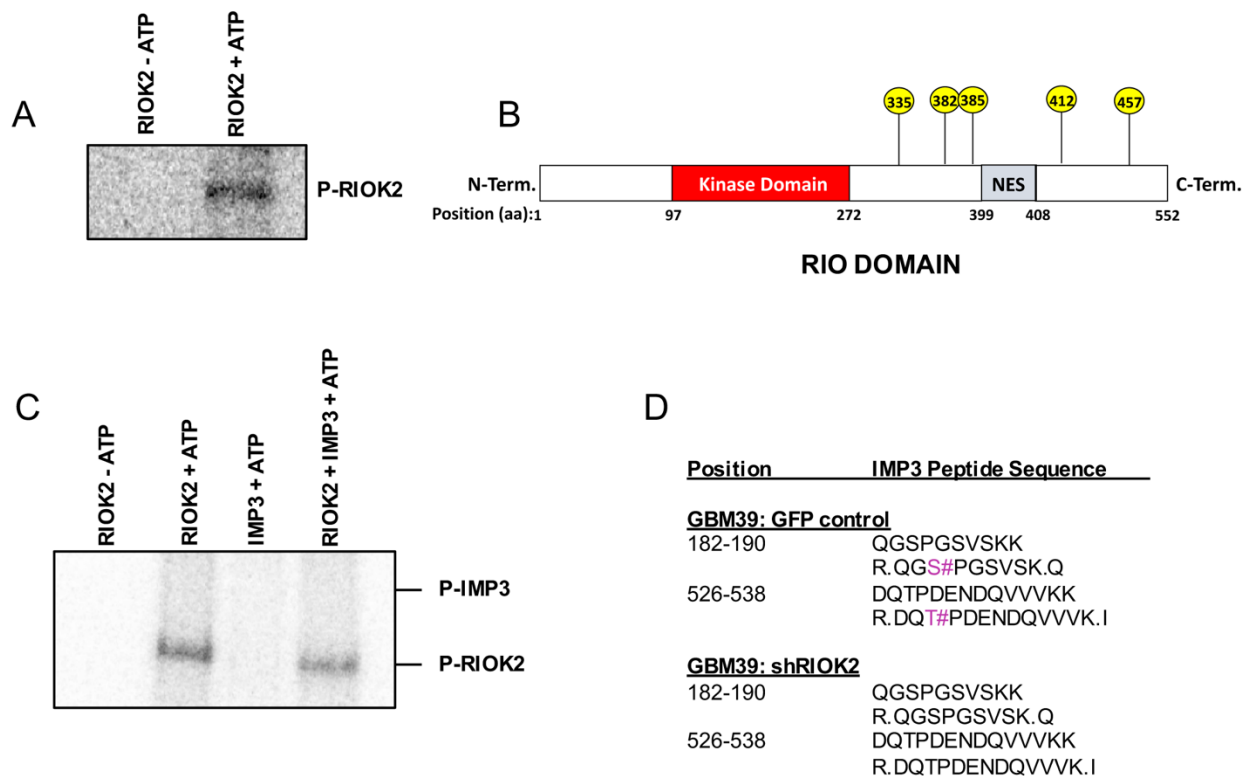 A
RIOK2 - ATP
RIOK2 + ATP
P-RIOK2
B
335
382
385
412
457
N-Term.
Kinase Domain
NES
C-Term.
Position (aa):1
97
272
399
408
552
RIO DOMAIN
C
RIOK2 - ATP
RIOK2 + ATP
IMP3 + ATP
RIOK2 + IMP3 + ATP
P-IMP3
P-RIOK2
D
Position IMP3 Peptide Sequence
GBM39: GFP control
182-190 QGSPGSVSKK
R.QGS#PGSVSK.Q
526-538 DQTPDENDQVVVKK
R.DQT#PDENDQVVVK.I
GBM39: shRIOK2
182-190 QGSPGSVSKK
R.QGSPGSVSK.Q
526-538 DQTPDENDQVVVKK
R.DQTPDENDQVVVK.I